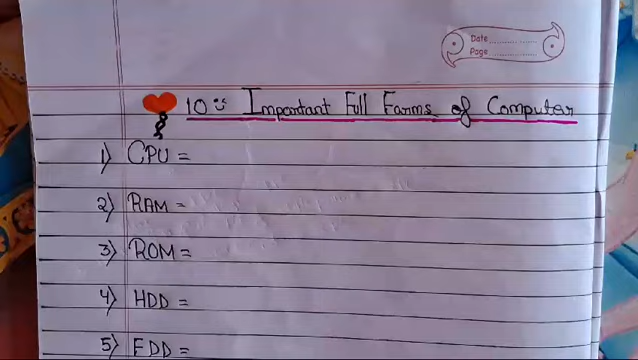 Date ....................
Page ....................
10 Important Full Farms of Computer
1) CPU =
2) RAM =
3) ROM =
4) HDD =
5) FDD =